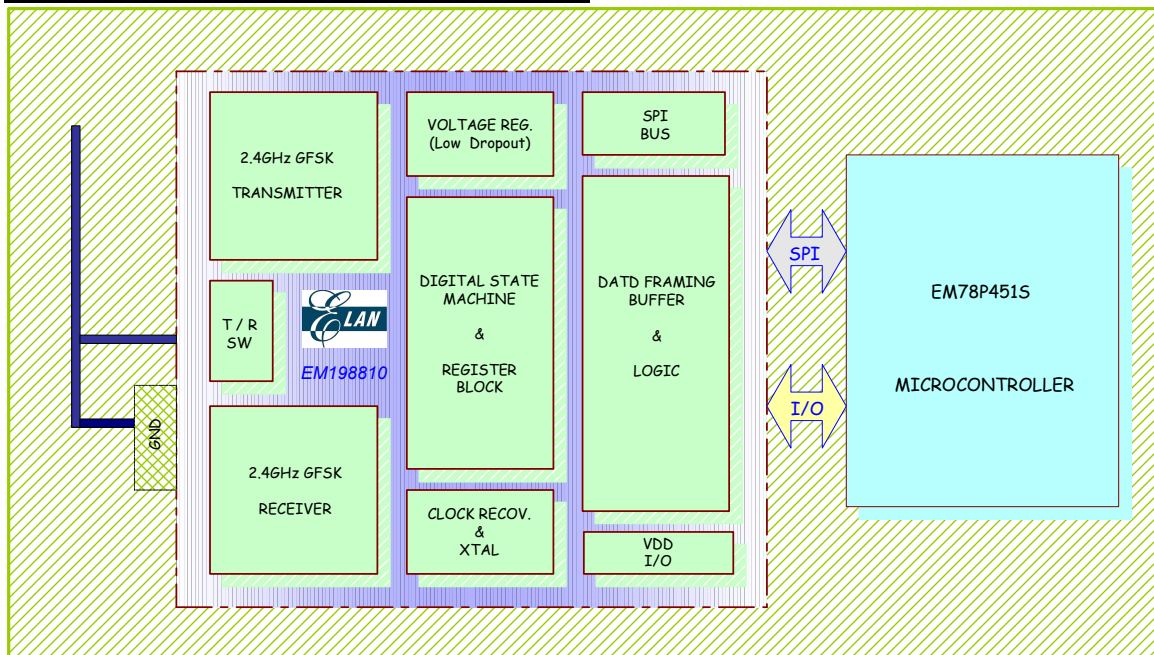 2.4GHz GFSK
TRANSMITTER
T / R
SW
ELAN
EM198810
2.4GHz GFSK
RECEIVER
GND
VOLTAGE REG.
(Low Dropout)
DIGITAL STATE
MACHINE
&
REGISTER
BLOCK
CLOCK RECOV.
&
XTAL
SPI
BUS
DATD FRAMING
BUFFER
&
LOGIC
VDD
I/O
SPI
I/O
EM78P451S
MICROCONTROLLER